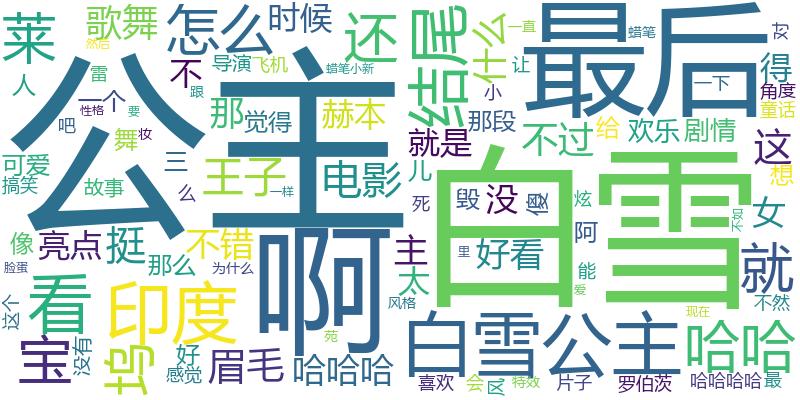 公主
白雪
最后
啊
印度
白雪公主
哈哈
结尾
怎么
看
还
就
宝
坞
莱
歌舞
时候
什么
不
导演
飞机
蜡笔小新
一直
蜡笔
让
对
得
人
雷
然后
跟
一个
性格
要
那
觉得
赫本
小
那段
一下
角度
童话
吧
舞
妆
就是
不过
给
欢乐
剧情
这
想
可爱
搞笑
三
么
故事
王子
一样
电影
儿
死
毁
没
傻
炫
女
不知
像
亮点
挺
不错
主
好看
阿
太
里
能
爱
脸蛋
那么
为什么
风格
不然
这个
没有
好
感觉
眉毛
苑
哈哈哈
现在
喜欢
会
风
特效
片子
罗伯茨
哈哈哈哈
最